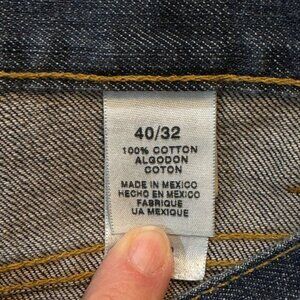 40/32
100% COTTON
ALGODON
COTON
MADE IN MEXICO
HECHO EN MEXICO
FABRIQUE
UA MEXIQUE